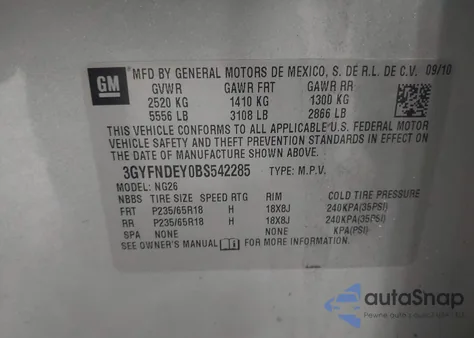 GM
MFD BY GENERAL MOTORS DE MEXICO, S. DE R.L. DE C.V. 09/10
GVWR GAWR FRT GAWR RR
2520 KG 1410 KG 1300 KG
5556 LB 3108 LB 2866 LB
THIS VEHICLE CONFORMS TO ALL APPLICABLE U.S. FEDERAL MOTOR
VEHICLE SAFETY AND THEFT PREVENTION STANDARDS IN EFFECT ON
THE DATE OF MANUFACTURE SHOWN ABOVE.
3GYFNDEY0BS542285 TYPE: M.P.V.
MODEL: NG26
NBBS TIRE SIZE SPEED RTG RIM COLD TIRE PRESSURE
FRT P235/65R18 H 18X8J 240KPA(35PSI)
RR P235/65R18 H 18X8J 240KPA(35PSI)
SPA NONE NONE KPA(PSI)
SEE OWNER'S MANUAL FOR MORE INFORMATION.
autoSnap
Pewne auta z aukcji